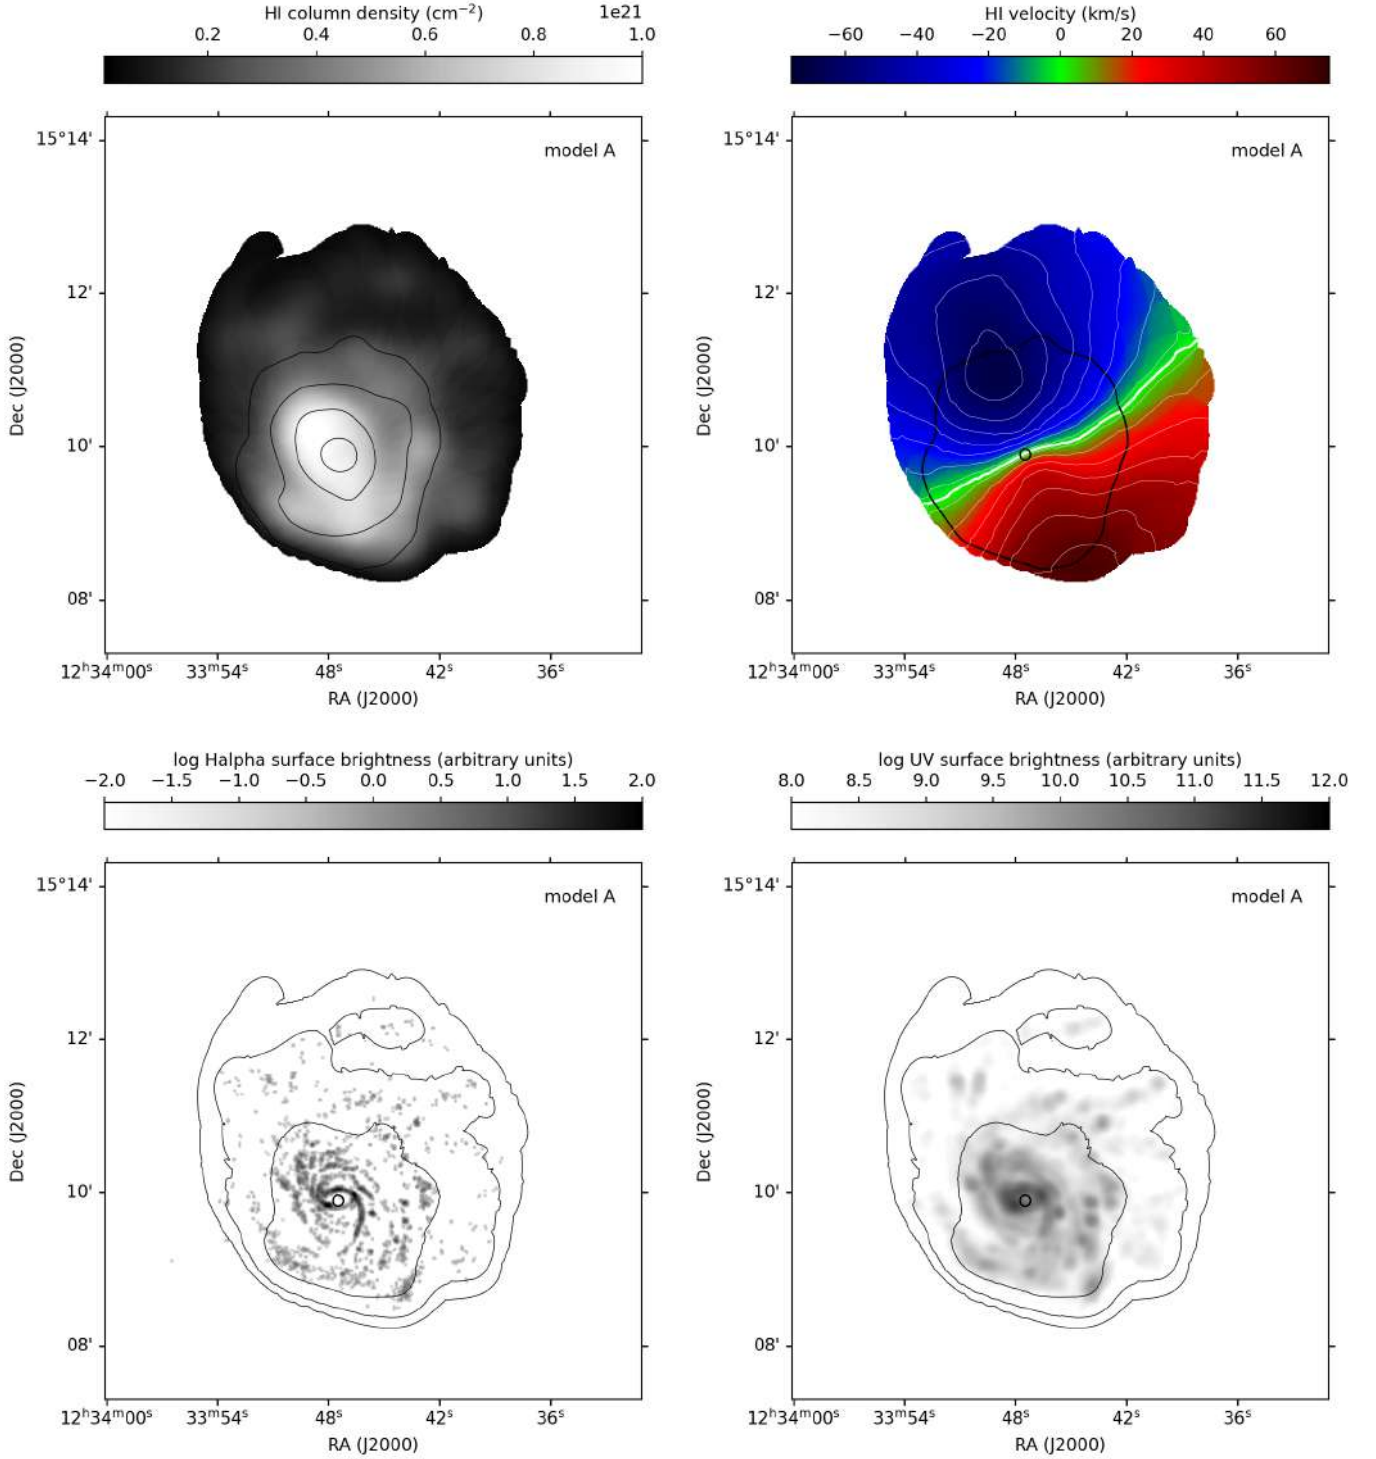 HI column density (cm⁻²)
1e21
0.2 0.4 0.6 0.8 1.0
model A
15°14'
12'
10'
08'
Dec (J2000)
12ʰ34ᵐ00ˢ 33ᵐ54ˢ 48ˢ 42ˢ 36ˢ
RA (J2000)
HI velocity (km/s)
−60 −40 −20 0 20 40 60
model A
15°14'
12'
10'
08'
Dec (J2000)
12ʰ34ᵐ00ˢ 33ᵐ54ˢ 48ˢ 42ˢ 36ˢ
RA (J2000)
log Halpha surface brightness (arbitrary units)
−2.0 −1.5 −1.0 −0.5 0.0 0.5 1.0 1.5 2.0
model A
15°14'
12'
10'
08'
Dec (J2000)
12ʰ34ᵐ00ˢ 33ᵐ54ˢ 48ˢ 42ˢ 36ˢ
RA (J2000)
log UV surface brightness (arbitrary units)
8.0 8.5 9.0 9.5 10.0 10.5 11.0 11.5 12.0
model A
15°14'
12'
10'
08'
Dec (J2000)
12ʰ34ᵐ00ˢ 33ᵐ54ˢ 48ˢ 42ˢ 36ˢ
RA (J2000)